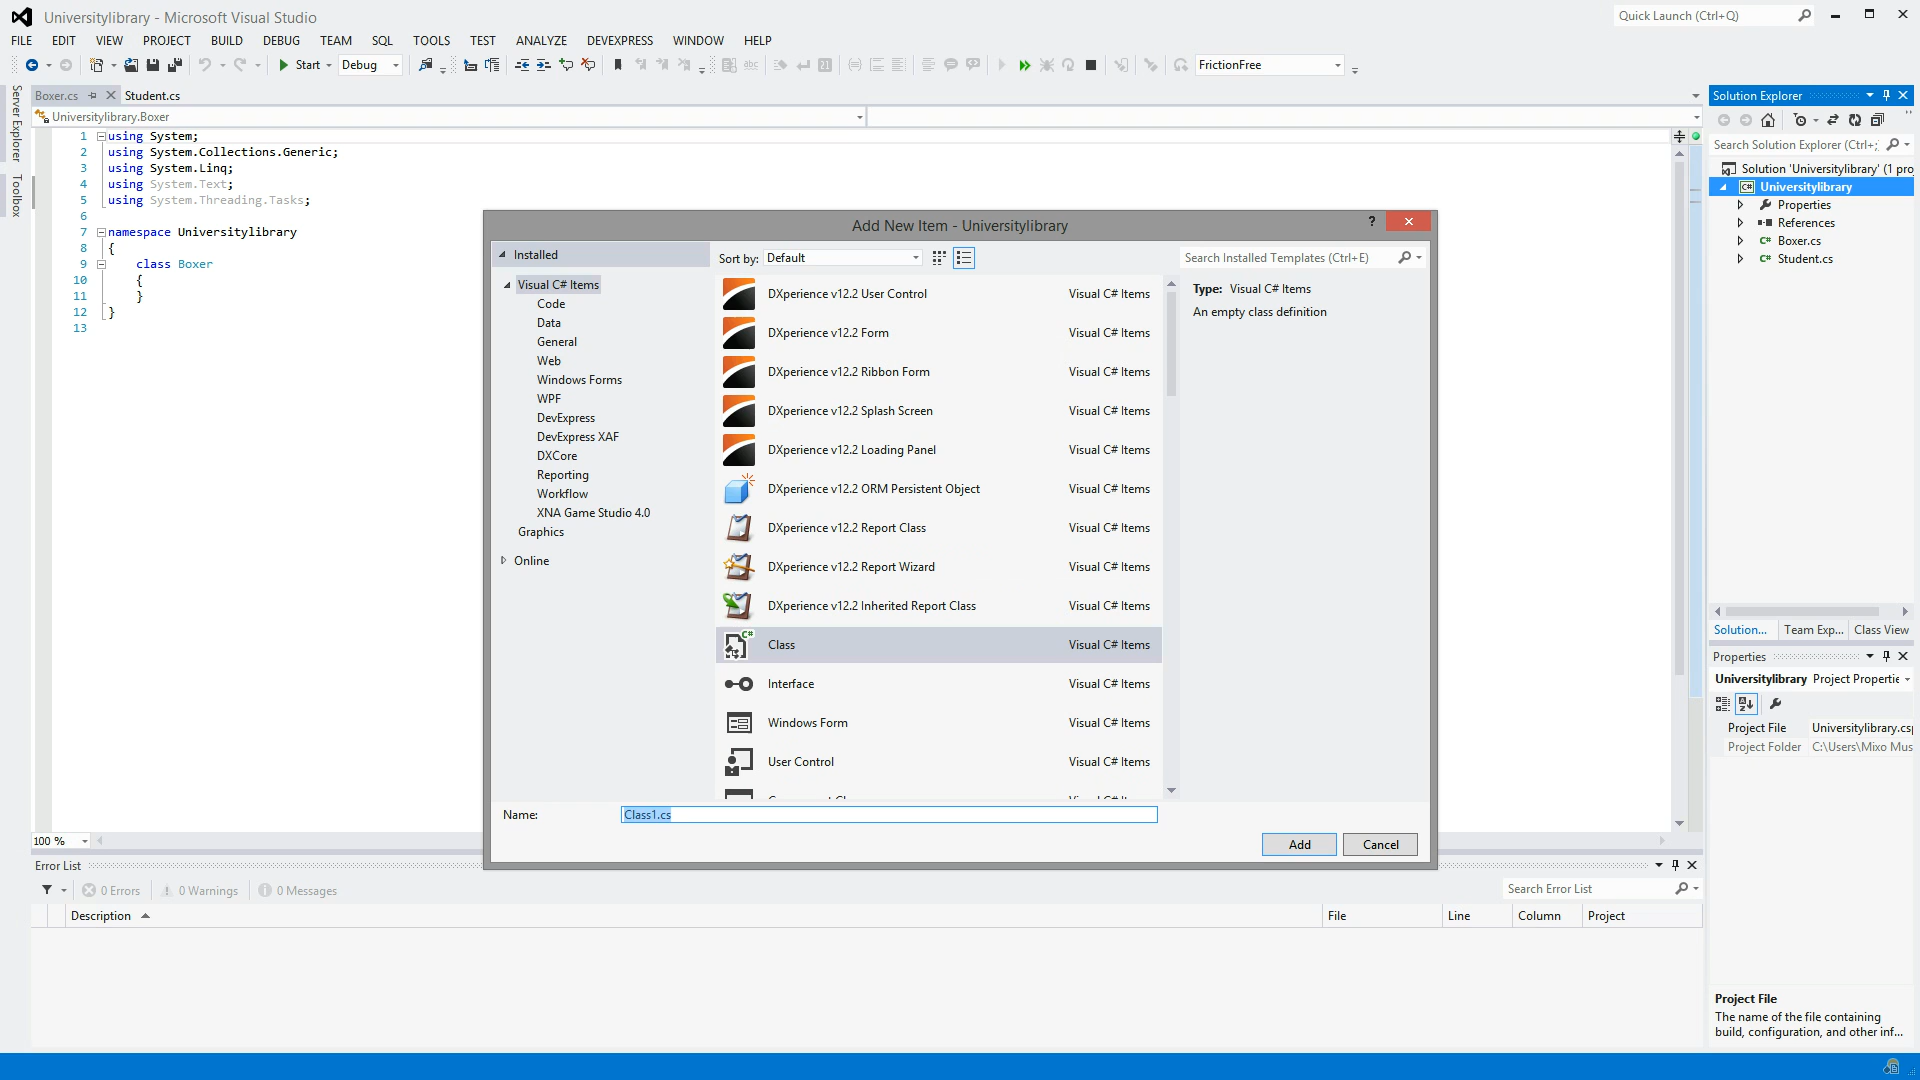 Universitylibrary - Microsoft Visual Studio
Quick Launch (Ctrl+Q)
FILE EDIT VIEW PROJECT BUILD DEBUG TEAM SQL TOOLS TEST ANALYZE DEVEXPRESS WINDOW HELP
Start Debug FrictionFree
Server Explorer
Toolbox
Boxer.cs Student.cs
Universitylibrary.Boxer
1 using System;
2 using System.Collections.Generic;
3 using System.Linq;
4 using System.Text;
5 using System.Threading.Tasks;
6
7 namespace Universitylibrary
8 {
9 class Boxer
10 {
11 }
12 }
13
100 %
Add New Item - Universitylibrary
?
Installed
Visual C# Items
Code
Data
General
Web
Windows Forms
WPF
DevExpress
DevExpress XAF
DXCore
Reporting
Workflow
XNA Game Studio 4.0
Graphics
Online
Sort by: Default
Search Installed Templates (Ctrl+E)
DXperience v12.2 User Control Visual C# Items
DXperience v12.2 Form Visual C# Items
DXperience v12.2 Ribbon Form Visual C# Items
DXperience v12.2 Splash Screen Visual C# Items
DXperience v12.2 Loading Panel Visual C# Items
DXperience v12.2 ORM Persistent Object Visual C# Items
DXperience v12.2 Report Class Visual C# Items
DXperience v12.2 Report Wizard Visual C# Items
DXperience v12.2 Inherited Report Class Visual C# Items
Class Visual C# Items
Interface Visual C# Items
Windows Form Visual C# Items
User Control Visual C# Items
Type: Visual C# Items
An empty class definition
Name: Class1.cs
Add Cancel
Solution Explorer
Search Solution Explorer (Ctrl+;
Solution 'Universitylibrary' (1 pro
Universitylibrary
Properties
References
Boxer.cs
Student.cs
Solution... Team Exp... Class View
Properties
Universitylibrary Project Propertie
Project File Universitylibrary.csp
Project Folder C:\Users\Mixo Mus
Project File
The name of the file containing
build, configuration, and other inf...
Error List
0 Errors 0 Warnings 0 Messages
Search Error List
Description File Line Column Project